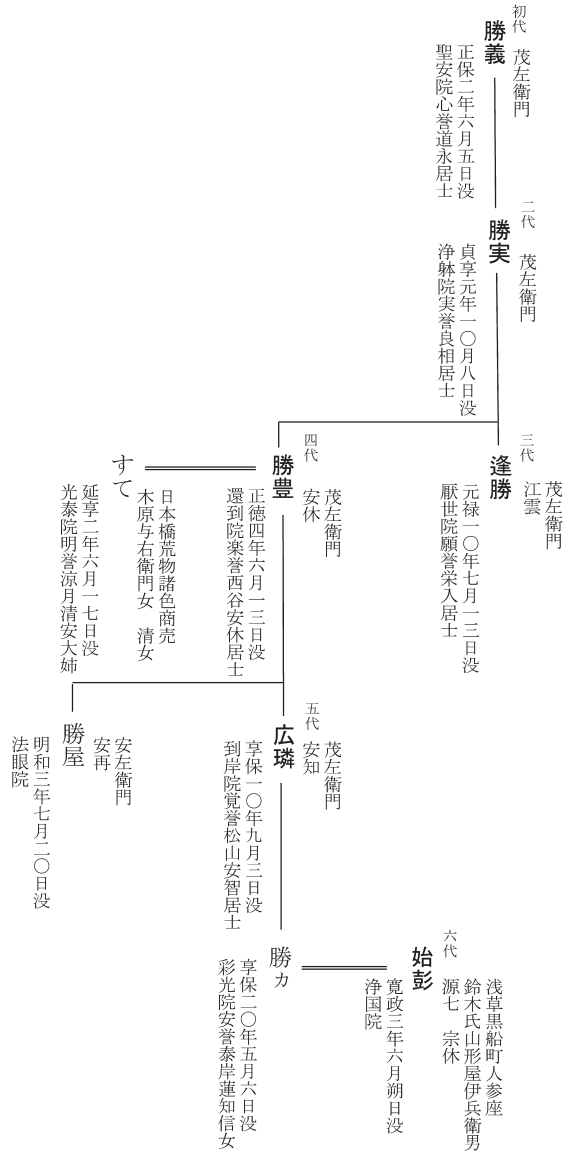 初代
勝義
茂左衛門
正保二年六月五日没
聖安院心誉道永居士
二代
勝実
茂左衛門
貞享元年一〇月八日没
浄躰院実誉良相居士
三代
逢勝
茂左衛門
江雲
元禄一〇年七月一三日没
厭世院願誉栄入居士
四代
勝豊
茂左衛門
安休
正徳四年六月一三日没
還到院楽誉西谷安休居士
すて
日本橋荒物諸色商売
木原与右衛門女　清女
延享二年六月一七日没
光泰院明誉涼月清安大姉
五代
広璘
茂左衛門
安知
享保一〇年九月三日没
到岸院覚誉松山安智居士
勝屋
安左衛門
安再
明和三年七月二〇日没
法眼院
六代
始彭
浅草黒船町人参座
鈴木氏山形屋伊兵衛男
源七　宗休
寛政三年六月朔日没
浄国院
勝ヵ
享保二〇年五月六日没
彩光院安誉泰岸蓮知信女